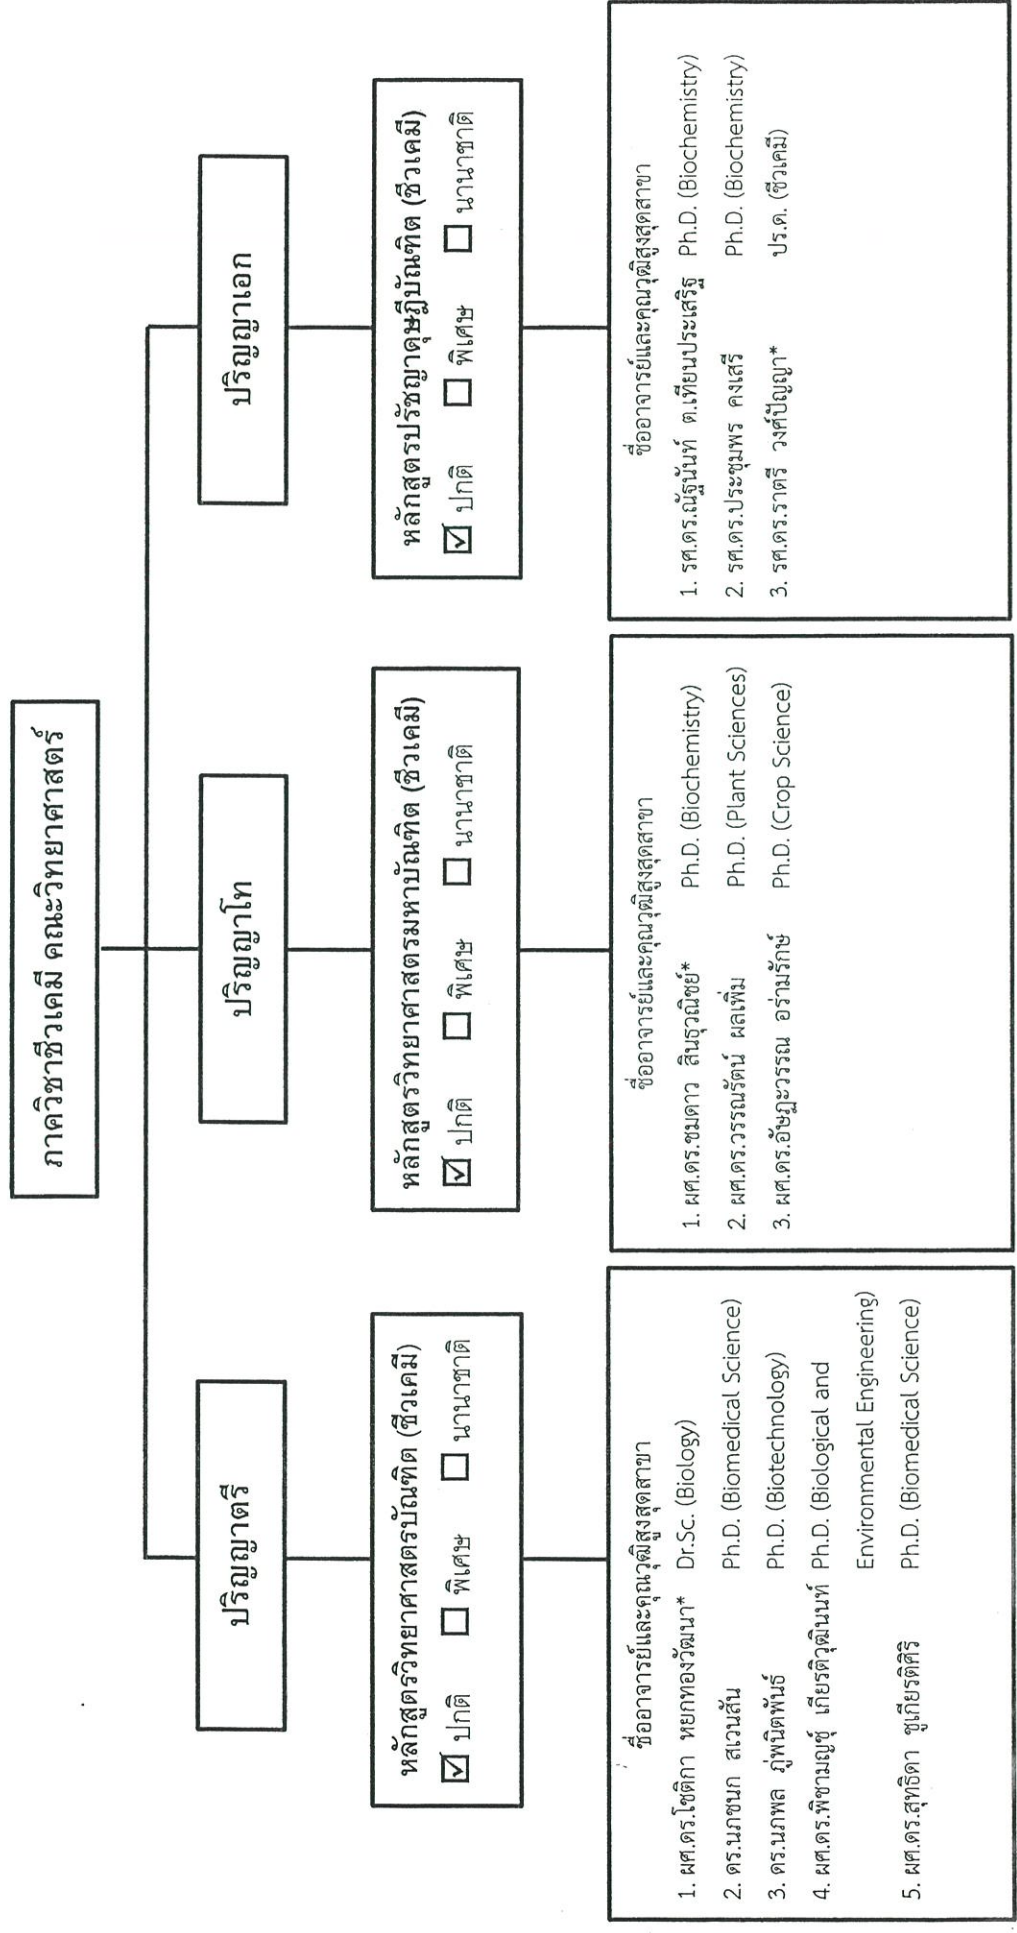 ภาควิชาชีวเคมี คณะวิทยาศาสตร์
ปริญญาตรี
หลักสูตรวิทยาศาสตรบัณฑิต (ชีวเคมี)
☑ ปกติ ☐ พิเศษ ☐ นานาชาติ
ชื่ออาจารย์และคุณวุฒิสูงสุดสาขา
1. ผศ.ดร.โชติกา หยกทองวัฒนา* Dr.Sc. (Biology)
2. ดร.นภชนก สเวนสัน Ph.D. (Biomedical Science)
3. ดร.นภพล ภู่พนิตพันธ์ Ph.D. (Biotechnology)
4. ผศ.ดร.พิชามญชุ์ เกียรติวุฒินนท์ Ph.D. (Biological and
Environmental Engineering)
5. ผศ.ดร.สุทธิดา ชูเกียรติศิริ Ph.D. (Biomedical Science)
ปริญญาโท
หลักสูตรวิทยาศาสตรมหาบัณฑิต (ชีวเคมี)
☑ ปกติ ☐ พิเศษ ☐ นานาชาติ
ชื่ออาจารย์และคุณวุฒิสูงสุดสาขา
1. ผศ.ดร.ชมดาว สินธุวณิชย์* Ph.D. (Biochemistry)
2. ผศ.ดร.วรรณรัตน์ ผลเพิ่ม Ph.D. (Plant Sciences)
3. ผศ.ดร.อัษฏะวรรณ อร่ามรักษ์ Ph.D. (Crop Science)
ปริญญาเอก
หลักสูตรปรัชญาดุษฎีบัณฑิต (ชีวเคมี)
☑ ปกติ ☐ พิเศษ ☐ นานาชาติ
ชื่ออาจารย์และคุณวุฒิสูงสุดสาขา
1. รศ.ดร.ณัฐนันท์ ต.เทียนประเสริฐ Ph.D. (Biochemistry)
2. รศ.ดร.ประชุมพร คงเสรี Ph.D. (Biochemistry)
3. รศ.ดร.ราตรี วงศ์ปัญญา* ปร.ด. (ชีวเคมี)